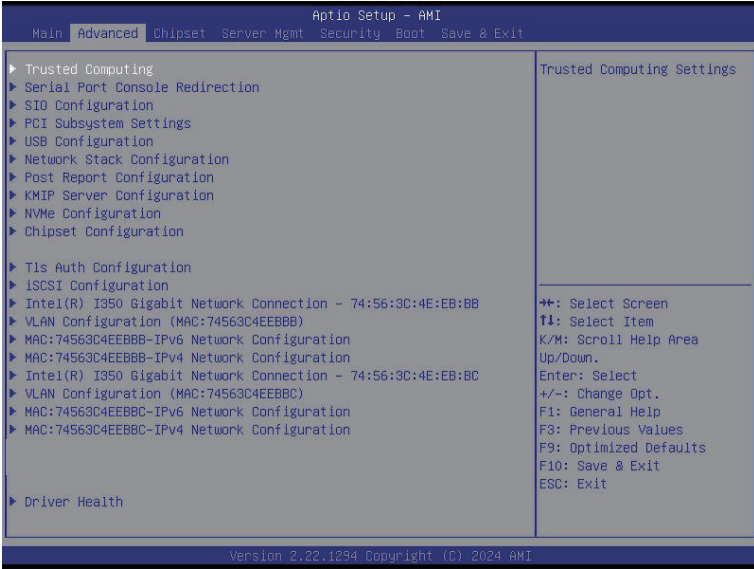 Aptio Setup – AMI
Main Advanced Chipset Server Mgmt Security Boot Save & Exit
Trusted Computing
Serial Port Console Redirection
SIO Configuration
PCI Subsystem Settings
USB Configuration
Network Stack Configuration
Post Report Configuration
KMIP Server Configuration
NVMe Configuration
Chipset Configuration
Tls Auth Configuration
iSCSI Configuration
Intel(R) I350 Gigabit Network Connection – 74:56:3C:4E:EB:BB
VLAN Configuration (MAC:74563C4EEBBB)
MAC:74563C4EEBBB-IPv6 Network Configuration
MAC:74563C4EEBBB-IPv4 Network Configuration
Intel(R) I350 Gigabit Network Connection – 74:56:3C:4E:EB:BC
VLAN Configuration (MAC:74563C4EEBBC)
MAC:74563C4EEBBC-IPv6 Network Configuration
MAC:74563C4EEBBC-IPv4 Network Configuration
Driver Health
Trusted Computing Settings
→←: Select Screen
↑↓: Select Item
K/M: Scroll Help Area
Up/Down.
Enter: Select
+/-: Change Opt.
F1: General Help
F3: Previous Values
F9: Optimized Defaults
F10: Save & Exit
ESC: Exit
Version 2.22.1294 Copyright (C) 2024 AMI